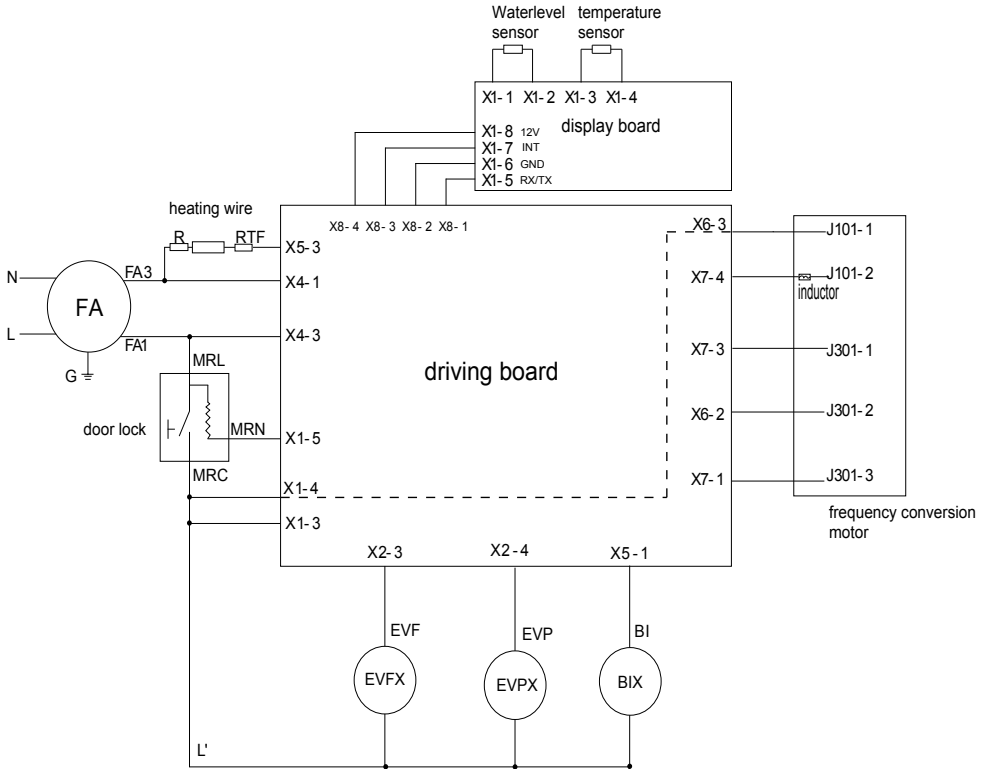 Waterlevel sensor
temperature sensor
X1-1 X1-2 X1-3 X1-4
display board
X1-8 12V
X1-7 INT
X1-6 GND
X1-5 RX/TX
heating wire
R
RTF
X8-4 X8-3 X8-2 X8-1
X5-3
X6-3
J101-1
N
FA3
X4-1
X7-4
J101-2
inductor
FA
L
FA1
X4-3
X7-3
J301-1
G
MRL
driving board
door lock
MRN
X1-5
X6-2
J301-2
MRC
X1-4
X7-1
J301-3
X1-3
frequency conversion
motor
X2-3
X2-4
X5-1
EVF
EVP
BI
EVFX
EVPX
BIX
L'